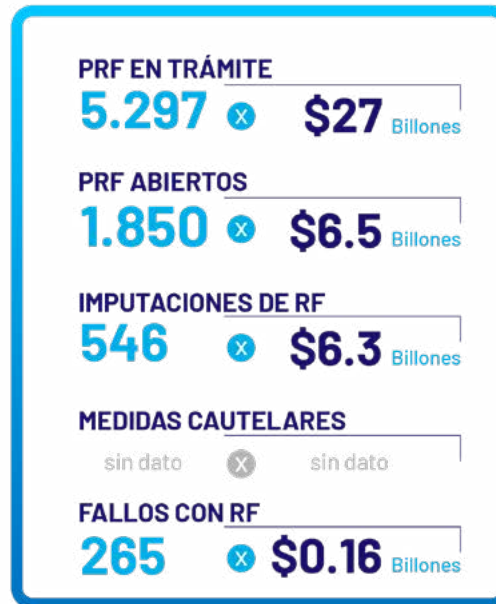 PRF EN TRÁMITE
5.297 X $27 Billones
PRF ABIERTOS
1.850 X $6.5 Billones
IMPUTACIONES DE RF
546 X $6.3 Billones
MEDIDAS CAUTELARES
sin dato X sin dato
FALLOS CON RF
265 X $0.16 Billones